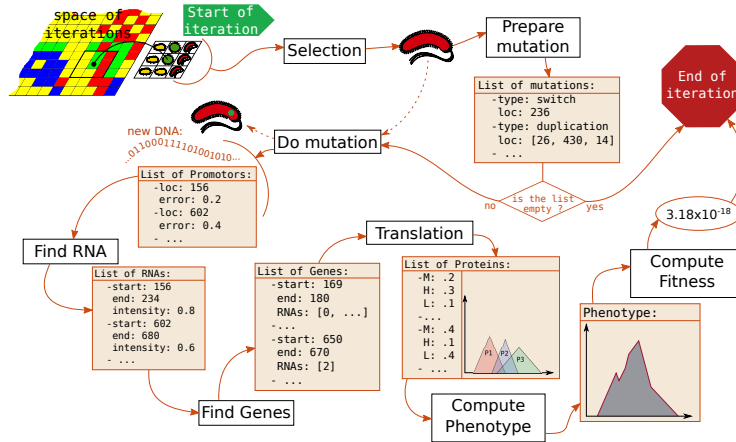 space of
iterations
Start of
iteration
Selection
Prepare
mutation
List of mutations:
-type: switch
loc: 236
-type: duplication
loc: [26, 430, 14]
- ...
End of
iteration
is the list
empty ?
no
yes
Do mutation
new DNA:
...011000111101001010...
List of Promotors:
-loc: 156
error: 0.2
-loc: 602
error: 0.4
- ...
Find RNA
List of RNAs:
-start: 156
end: 234
intensity: 0.8
-start: 602
end: 680
intensity: 0.6
- ...
Find Genes
List of Genes:
-start: 169
end: 180
RNAs: [0, ...]
-...
-start: 650
end: 670
RNAs: [2]
- ...
Translation
List of Proteins:
-M: .2
H: .3
L: .1
-...
-M: .4
H: .1
L: .4
- ...
P1
P2
P3
Compute
Phenotype
Phenotype:
Compute
Fitness
3.18x10-18